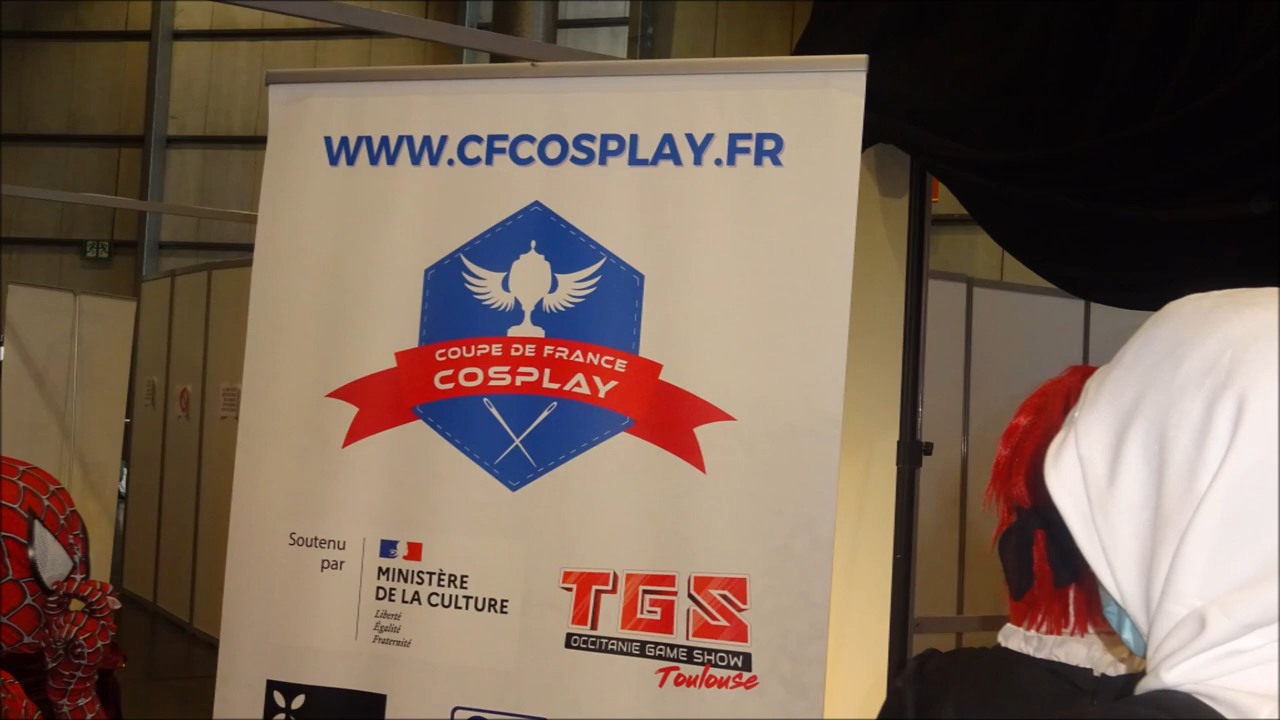 WWW.CFCOSPLAY.FR
COUPE DE FRANCE
COSPLAY
Soutenu
par
MINISTÈRE
DE LA CULTURE
Liberté
Égalité
Fraternité
TGS
OCCITANIE GAME SHOW
Toulouse